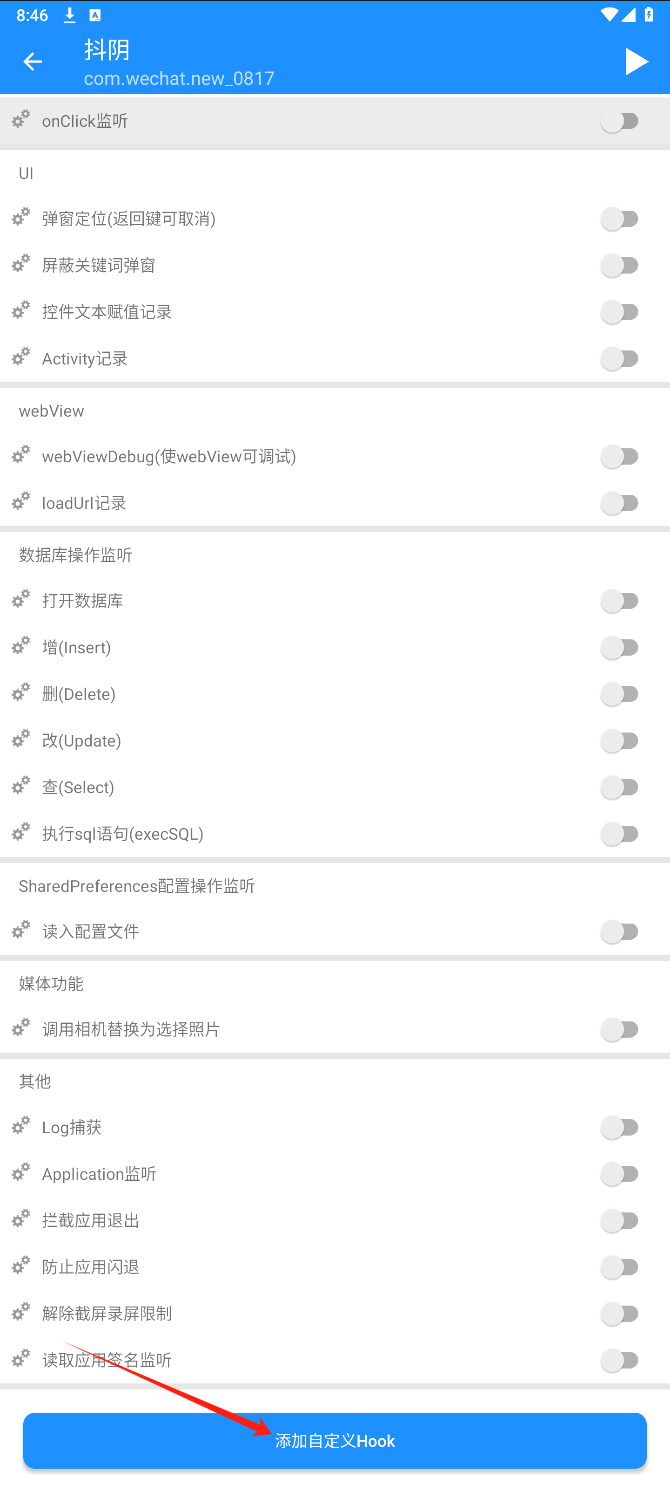 8:46
抖阴
com.wechat.new_0817
onClick监听
UI
弹窗定位(返回键可取消)
屏蔽关键词弹窗
控件文本赋值记录
Activity记录
webView
webViewDebug(使webView可调试)
loadUrl记录
数据库操作监听
打开数据库
增(Insert)
删(Delete)
改(Update)
查(Select)
执行sql语句(execSQL)
SharedPreferences配置操作监听
读入配置文件
媒体功能
调用相机替换为选择照片
其他
Log捕获
Application监听
拦截应用退出
防止应用闪退
解除截屏录屏限制
读取应用签名监听
添加自定义Hook